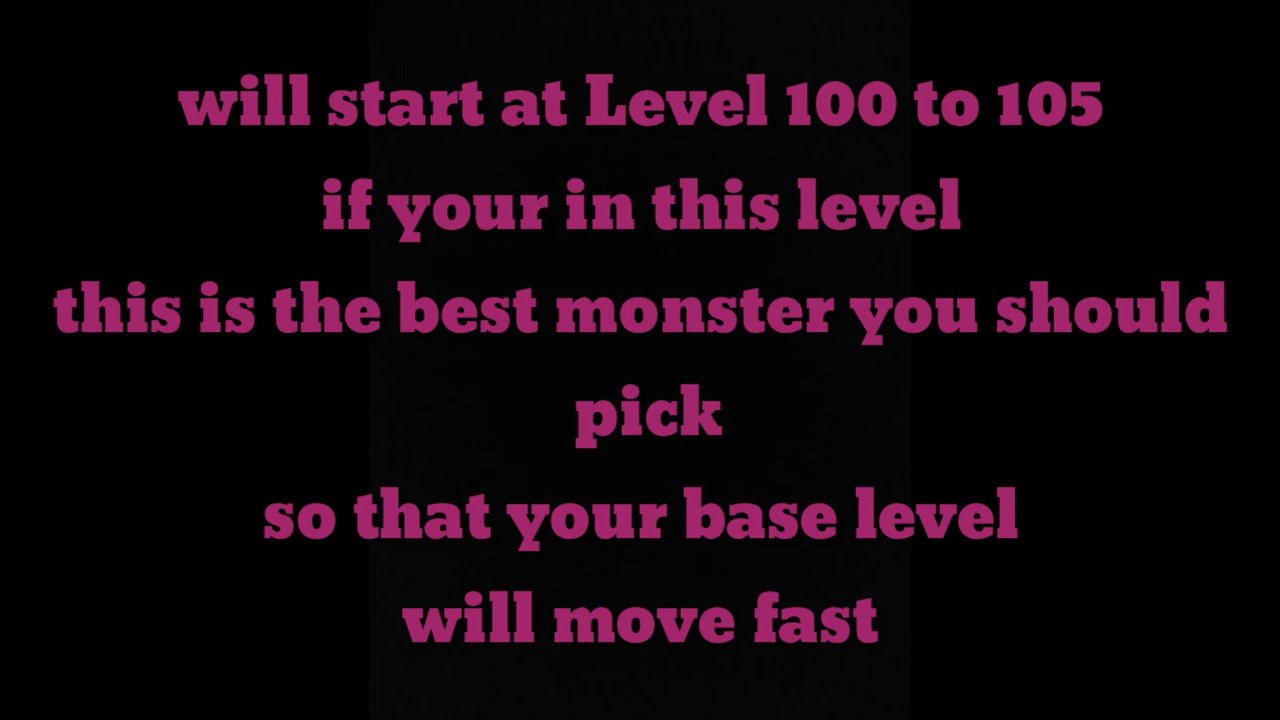 will start at Level 100 to 105
if your in this level
this is the best monster you should
pick
so that your base level
will move fast